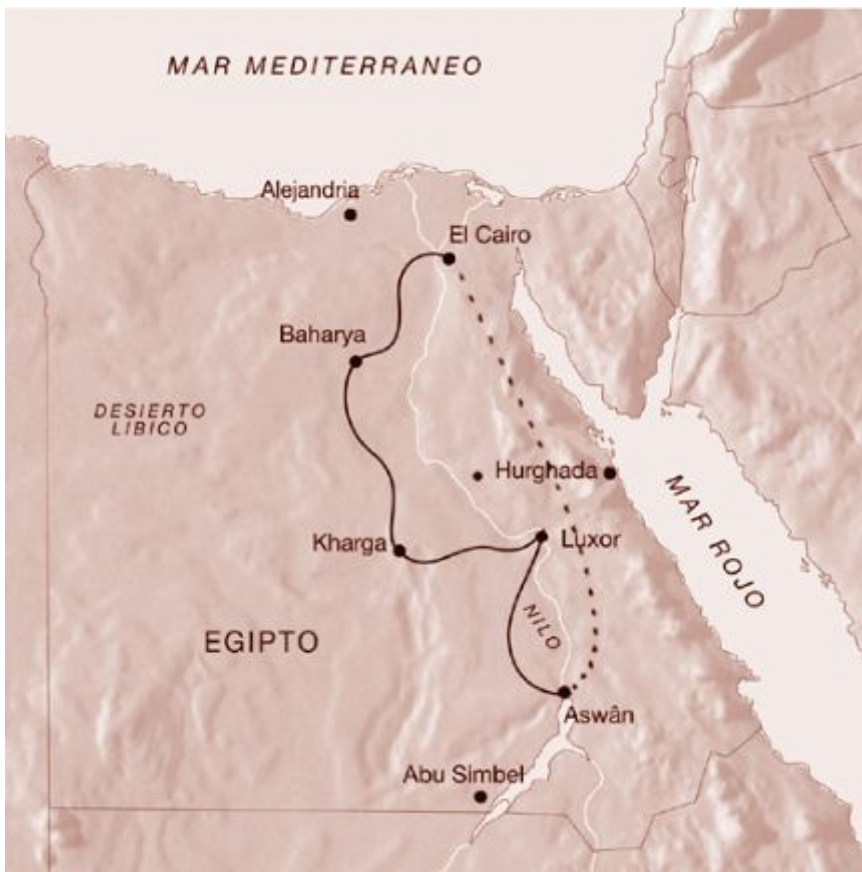 MAR MEDITERRANEO
Alejandria
El Cairo
Baharya
DESIERTO
LIBICO
Hurghada
MAR ROJO
Kharga
Luxor
NILO
EGIPTO
Aswân
Abu Simbel